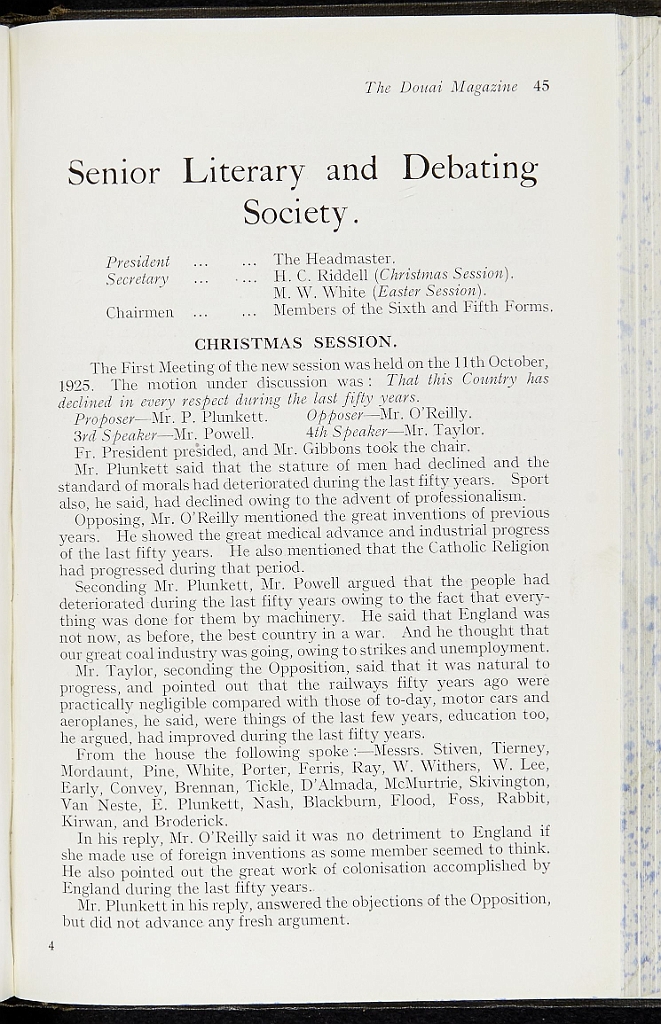 The Douai Magazine 45
Senior Literary and Debating
Society.
President ... ... The Headmaster.
Secretary ... ... H. C. Riddell (Christmas Session).
M. W. White (Easter Session).
Chairmen ... ... Members of the Sixth and Fifth Forms.
CHRISTMAS SESSION.
The First Meeting of the new session was held on the 11th October,
1925. The motion under discussion was: That this Country has
declined in every respect during the last fifty years.
Proposer—Mr. P. Plunkett. Opposer—Mr. O'Reilly.
3rd Speaker—Mr. Powell. 4th Speaker—Mr. Taylor.
Fr. President presided, and Mr. Gibbons took the chair.
Mr. Plunkett said that the stature of men had declined and the
standard of morals had deteriorated during the last fifty years. Sport
also, he said, had declined owing to the advent of professionalism.
Opposing, Mr. O'Reilly mentioned the great inventions of previous
years. He showed the great medical advance and industrial progress
of the last fifty years. He also mentioned that the Catholic Religion
had progressed during that period.
Seconding Mr. Plunkett, Mr. Powell argued that the people had
deteriorated during the last fifty years owing to the fact that every-
thing was done for them by machinery. He said that England was
not now, as before, the best country in a war. And he thought that
our great coal industry was going, owing to strikes and unemployment.
Mr. Taylor, seconding the Opposition, said that it was natural to
progress, and pointed out that the railways fifty years ago were
practically negligible compared with those of to-day, motor cars and
aeroplanes, he said, were things of the last few years, education too,
he argued, had improved during the last fifty years.
From the house the following spoke:—Messrs. Stiven, Tierney,
Mordaunt, Pine, White, Porter, Ferris, Ray, W. Withers, W. Lee,
Early, Convey, Brennan, Tickle, D'Almada, McMurtrie, Skivington,
Van Neste, E. Plunkett, Nash, Blackburn, Flood, Foss, Rabbit,
Kirwan, and Broderick.
In his reply, Mr. O'Reilly said it was no detriment to England if
she made use of foreign inventions as some member seemed to think.
He also pointed out the great work of colonisation accomplished by
England during the last fifty years.
Mr. Plunkett in his reply, answered the objections of the Opposition,
but did not advance any fresh argument.
4